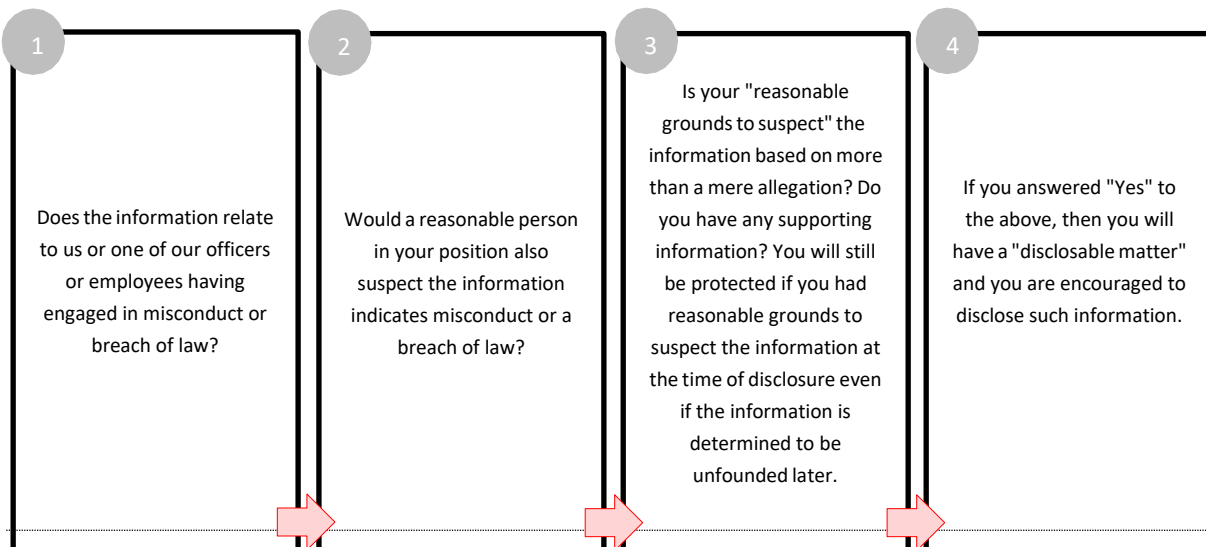 1
Does the information relate
to us or one of our officers
or employees having
engaged in misconduct or
breach of law?
2
Would a reasonable person
in your position also
suspect the information
indicates misconduct or a
breach of law?
3
Is your "reasonable
grounds to suspect" the
information based on more
than a mere allegation? Do
you have any supporting
information? You will still
be protected if you had
reasonable grounds to
suspect the information at
the time of disclosure even
if the information is
determined to be
unfounded later.
4
If you answered "Yes" to
the above, then you will
have a "disclosable matter"
and you are encouraged to
disclose such information.